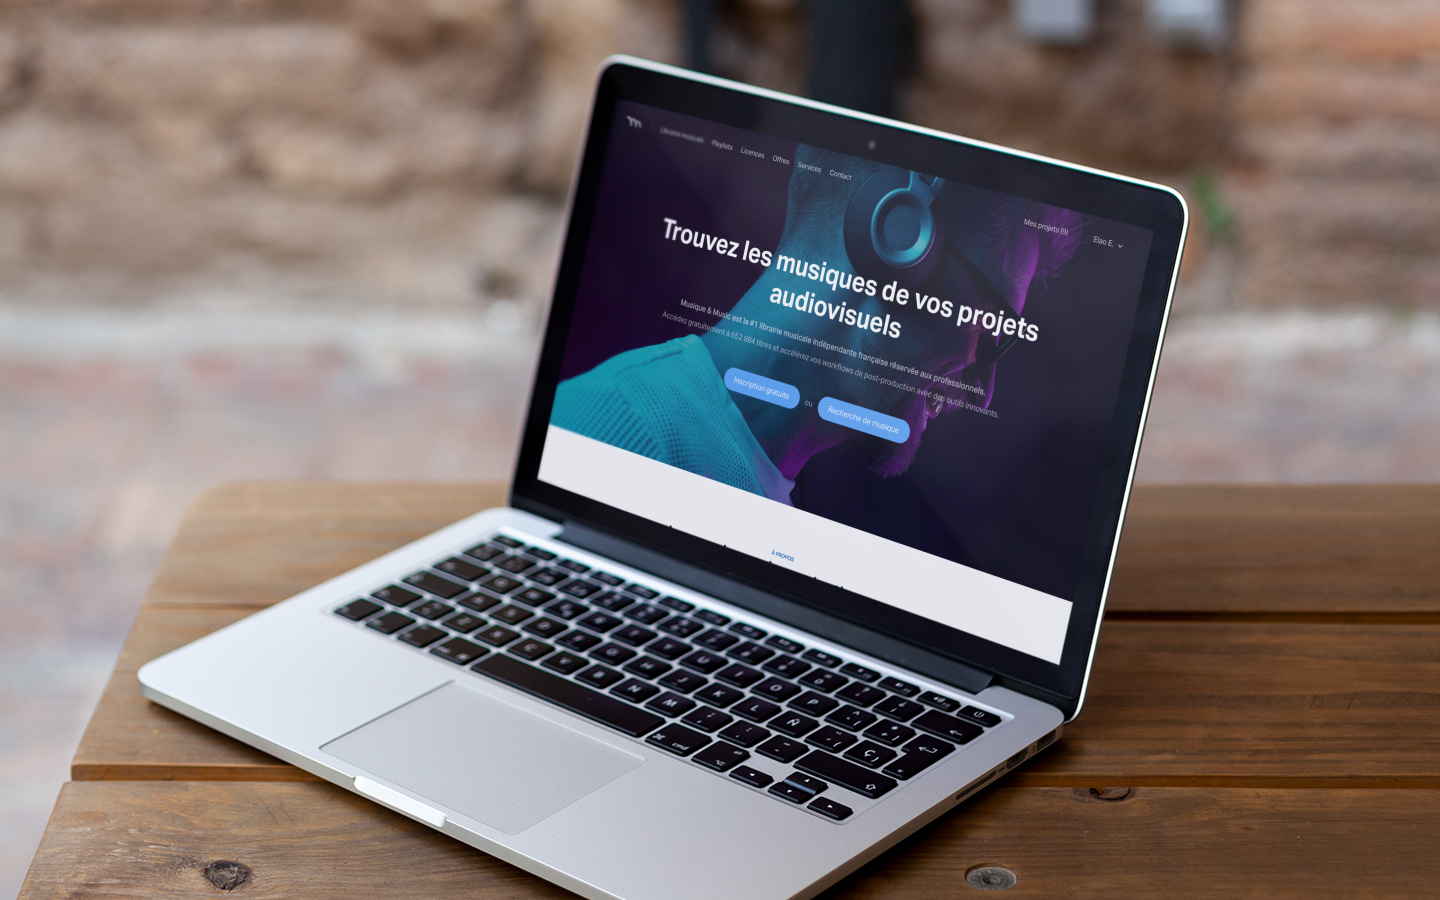 Librairie musicale
Playlists
Licences
Offres
Services
Contact
Mes projets (9)
Elao E.
Trouvez les musiques de vos projets
audiovisuels
Musique & Music est la #1 librairie musicale indépendante française réservée aux professionnels.
Accédez gratuitement à 652 884 titres et accélérez vos workflows de post-production avec des outils innovants.
Inscription gratuite
ou
Recherche de musique
À PROPOS